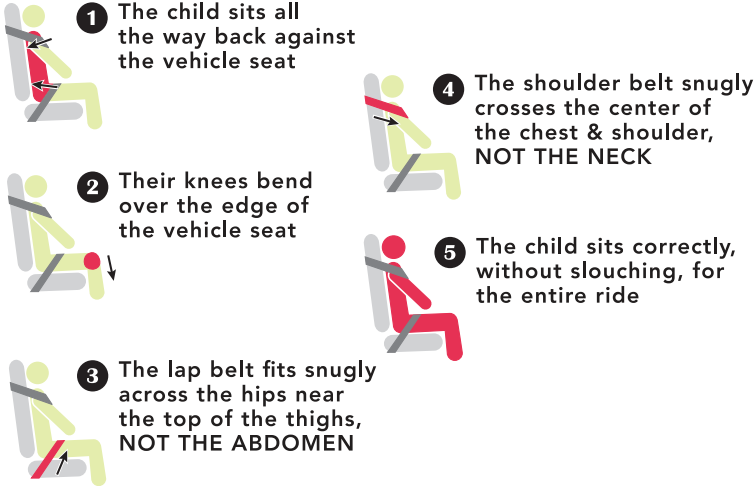 1 The child sits all
the way back against
the vehicle seat
2 Their knees bend
over the edge of
the vehicle seat
3 The lap belt fits snugly
across the hips near
the top of the thighs,
NOT THE ABDOMEN
4 The shoulder belt snugly
crosses the center of
the chest & shoulder,
NOT THE NECK
5 The child sits correctly,
without slouching, for
the entire ride